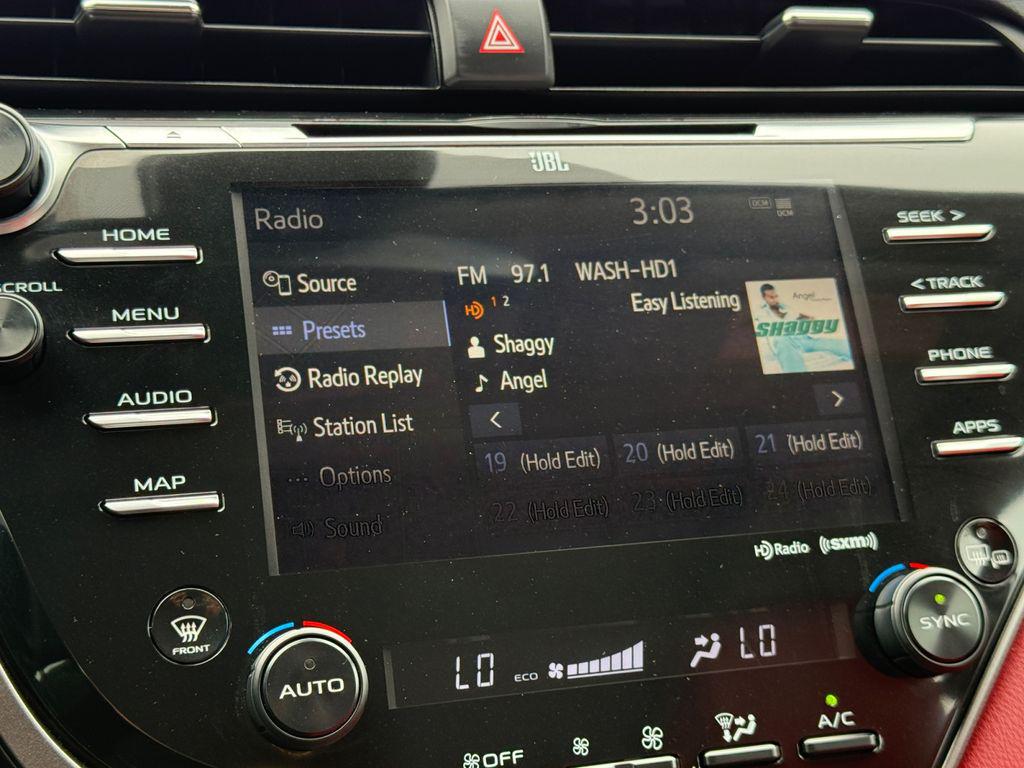 JBL
HOME
SCROLL
MENU
AUDIO
MAP
Radio
3:03
DCM
DCM
Source
Presets
Radio Replay
Station List
Options
Sound
FM 97.1 WASH-HD1
HD 1 2
Easy Listening
Shaggy
Angel
Angel
SHAGGY
<
>
19 (Hold Edit)
20 (Hold Edit)
21 (Hold Edit)
22 (Hold Edit)
23 (Hold Edit)
24 (Hold Edit)
SEEK >
< TRACK
PHONE
APPS
HD Radio
((sxm))
FRONT
AUTO
LO
ECO
LO
SYNC
OFF
A/C